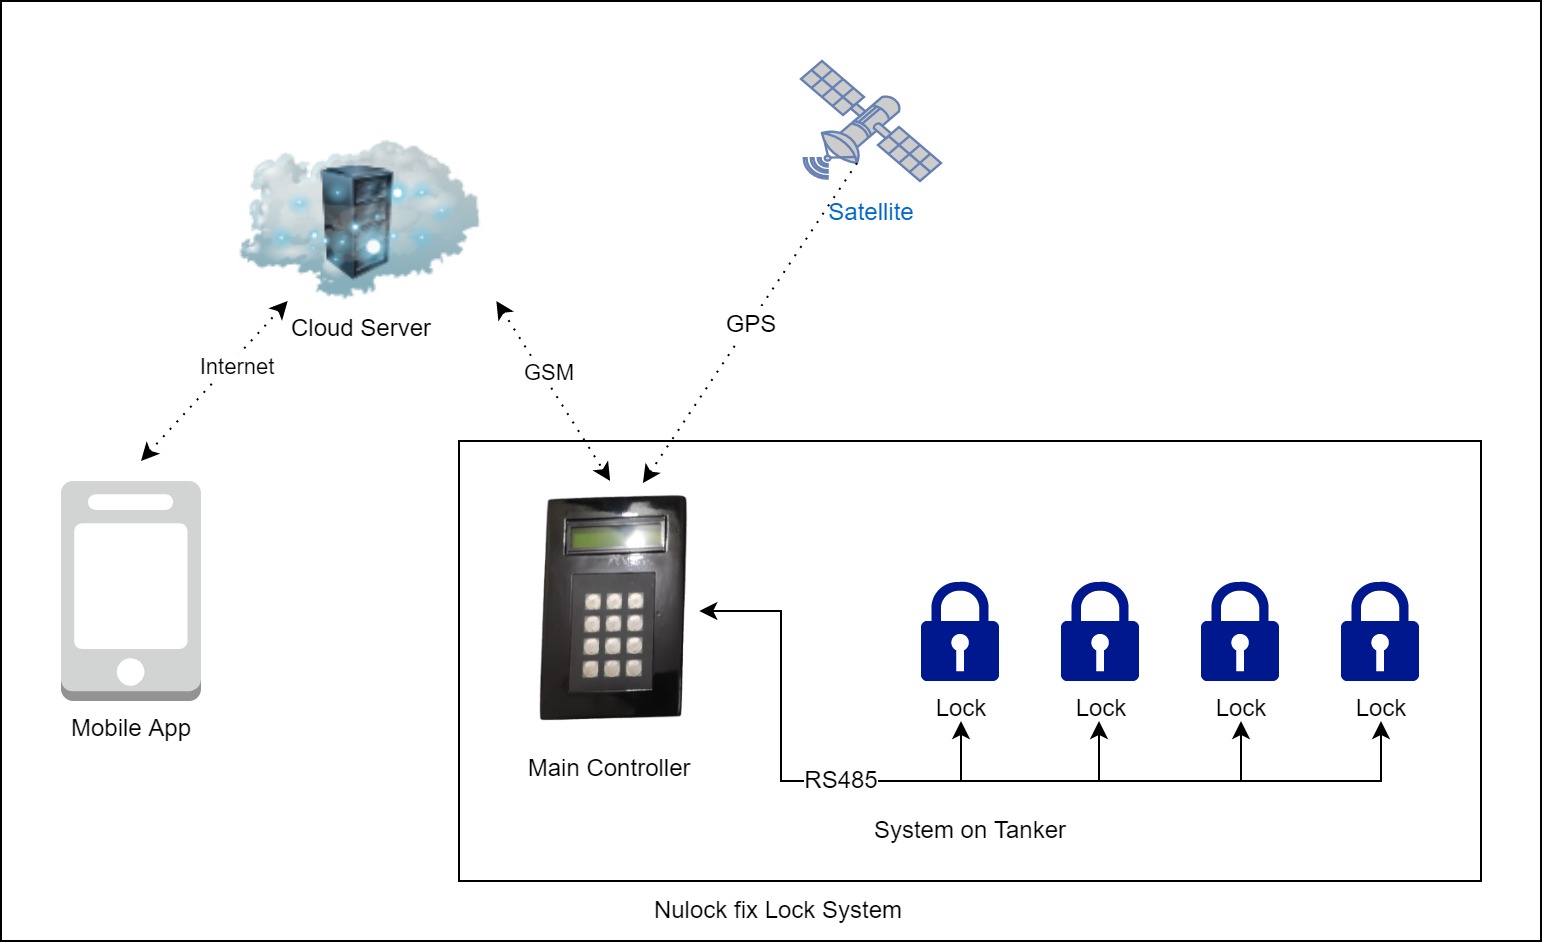 Satellite
Cloud Server
GPS
Internet
GSM
Lock
Lock
Lock
Lock
Mobile App
Main Controller
RS485
System on Tanker
Nulock fix Lock System